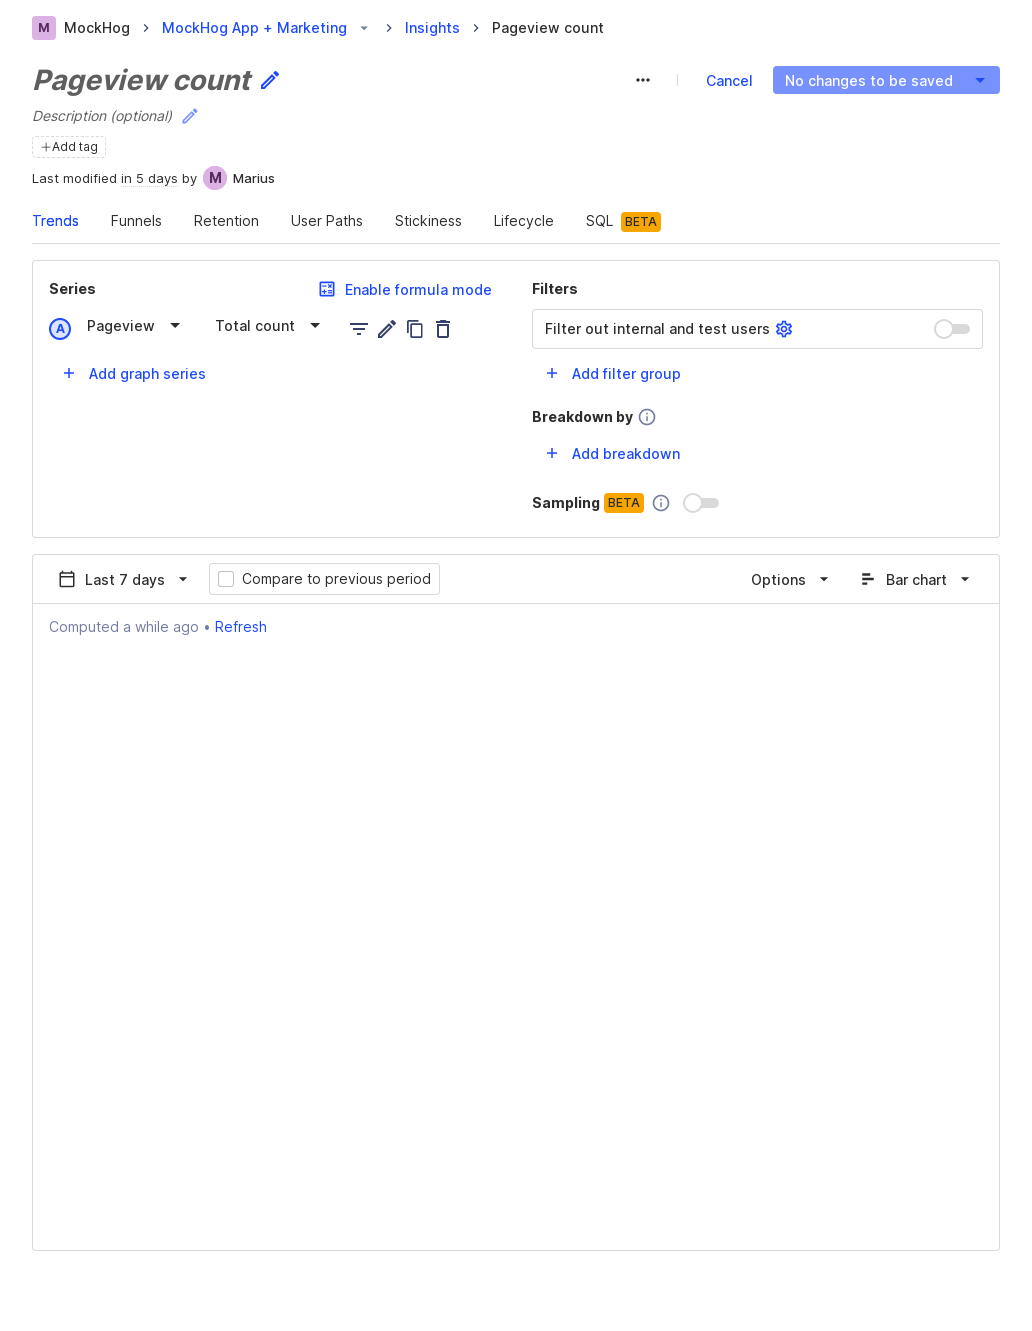 M MockHog > MockHog App + Marketing > Insights > Pageview count
Pageview count
••• Cancel No changes to be saved
Description (optional)
+Add tag
Last modified in 5 days by M Marius
Trends Funnels Retention User Paths Stickiness Lifecycle SQL BETA
Series Enable formula mode
A Pageview Total count
+ Add graph series
Filters
Filter out internal and test users
+ Add filter group
Breakdown by
+ Add breakdown
Sampling BETA
Last 7 days Compare to previous period Options Bar chart
Computed a while ago • Refresh